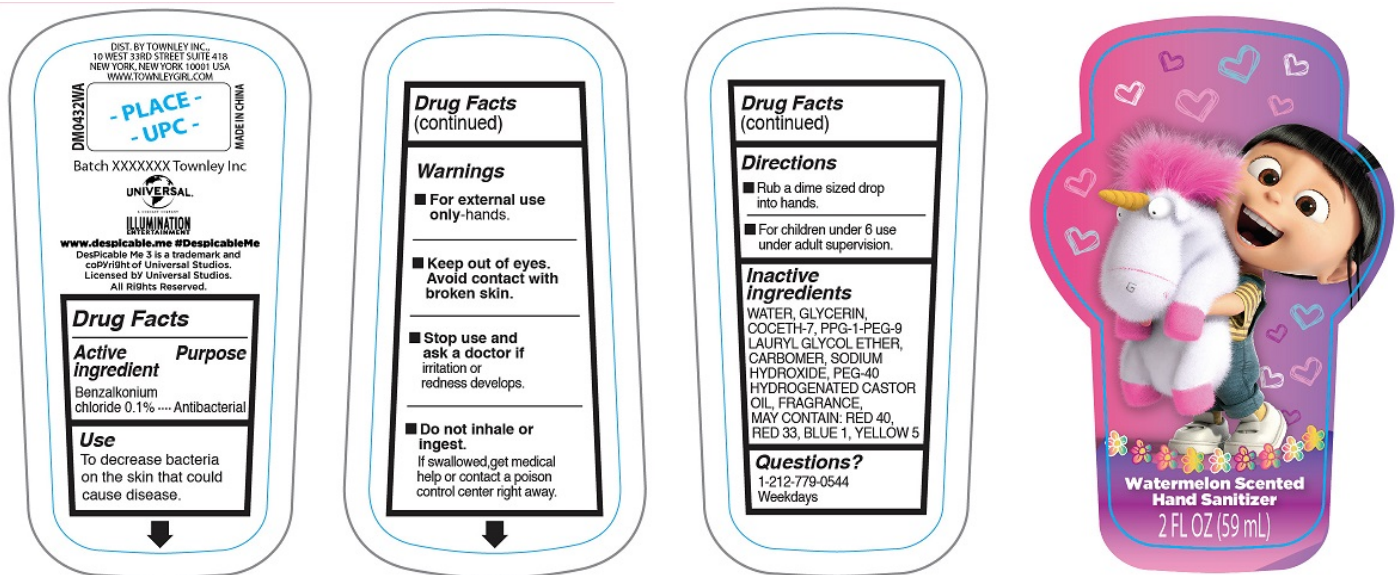 DIST. BY TOWNLEY INC.,
10 WEST 33RD STREET SUITE 418
NEW YORK, NEW YORK 10001 USA
WWW.TOWNLEYGIRL.COM
DM0432WA
- PLACE -
- UPC -
MADE IN CHINA
Batch XXXXXXX Townley Inc
UNIVERSAL
A COMCAST COMPANY
ILLUMINATION
ENTERTAINMENT
www.despicable.me #DespicableMe
DesPicable Me 3 is a trademark and
coPyright of Universal Studios.
Licensed by Universal Studios.
All Rights Reserved.
Drug Facts
Active Purpose
ingredient
Benzalkonium
chloride 0.1% ···· Antibacterial
Use
To decrease bacteria
on the skin that could
cause disease.
Drug Facts
(continued)
Warnings
■ For external use
only-hands.
■ Keep out of eyes.
Avoid contact with
broken skin.
■ Stop use and
ask a doctor if
irritation or
redness develops.
■ Do not inhale or
ingest.
If swallowed,get medical
help or contact a poison
control center right away.
Drug Facts
(continued)
Directions
■ Rub a dime sized drop
into hands.
■ For children under 6 use
under adult supervision.
Inactive
ingredients
WATER, GLYCERIN,
COCETH-7, PPG-1-PEG-9
LAURYL GLYCOL ETHER,
CARBOMER, SODIUM
HYDROXIDE, PEG-40
HYDROGENATED CASTOR
OIL, FRAGRANCE,
MAY CONTAIN: RED 40,
RED 33, BLUE 1, YELLOW 5
Questions?
1-212-779-0544
Weekdays
Watermelon Scented
Hand Sanitizer
2 FL OZ (59 mL)